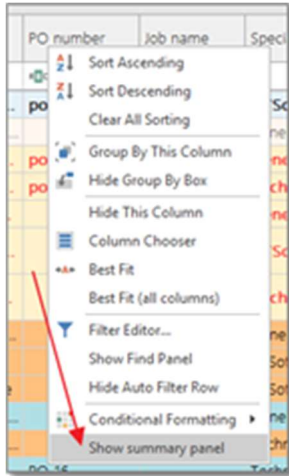 PO number Job name Speci
Sort Ascending
Sort Descending
Clear All Sorting
Group By This Column
Hide Group By Box
Hide This Column
Column Chooser
Best Fit
Best Fit (all columns)
Filter Editor...
Show Find Panel
Hide Auto Filter Row
Conditional Formatting
Show summary panel